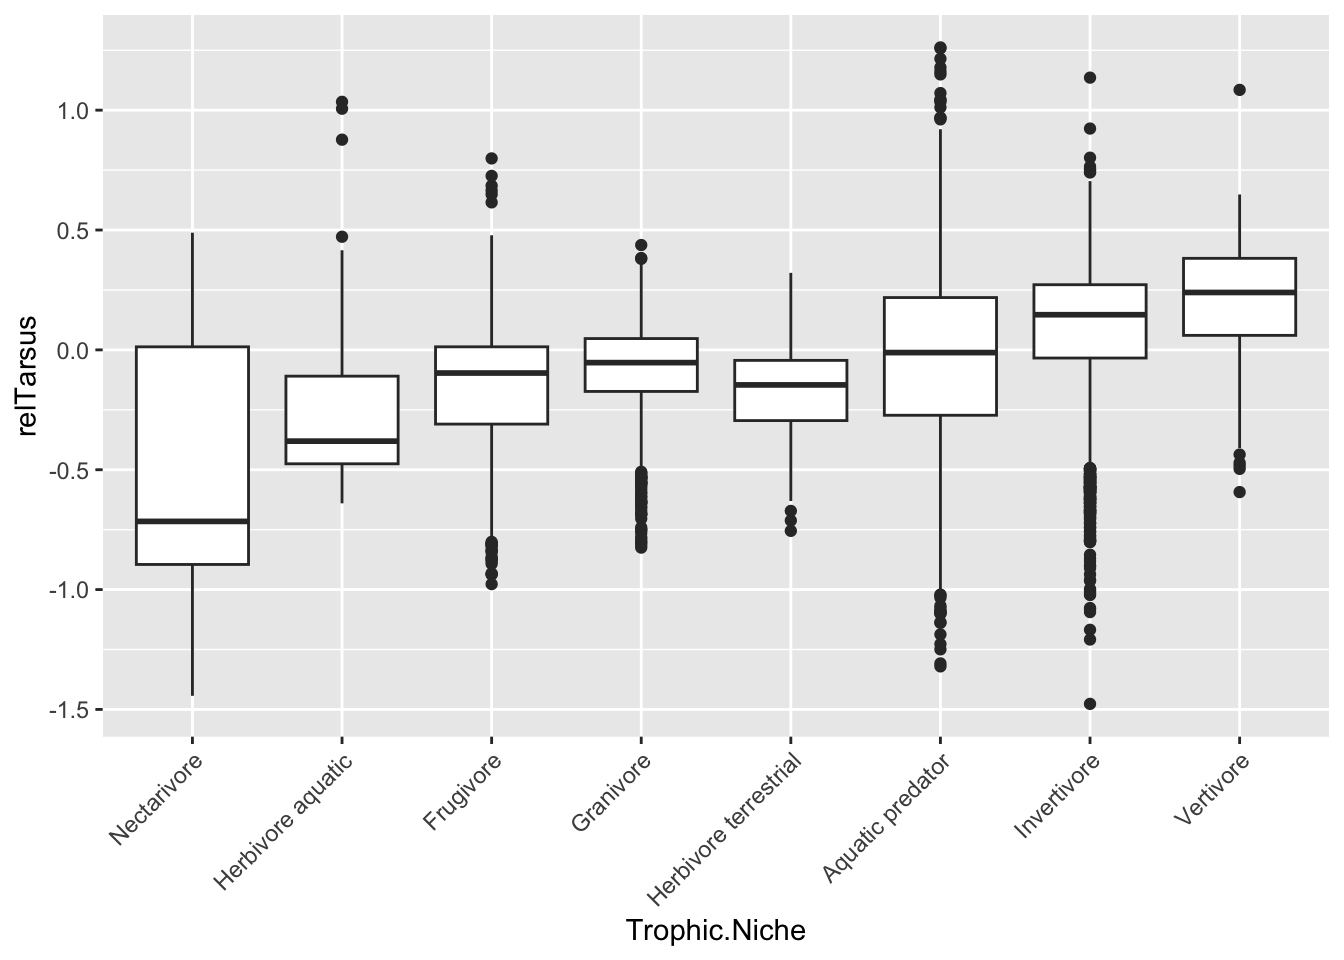 relTarsus
1.0
0.5
0.0
-0.5
-1.0
-1.5
Nectarivore
Herbivore aquatic
Frugivore
Granivore
Herbivore terrestrial
Aquatic predator
Invertivore
Vertivore
Trophic.Niche